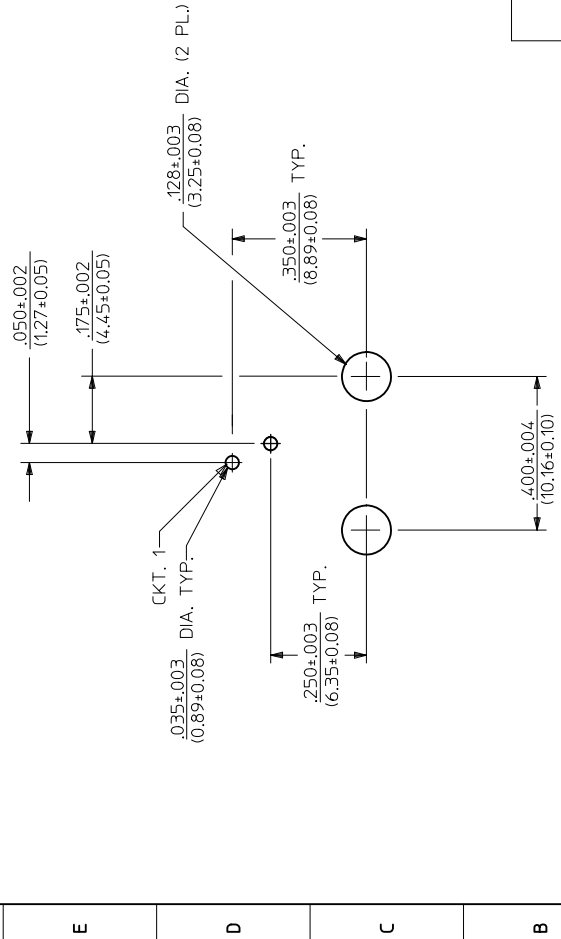 .050±.002
(1.27±0.05)
.175±.002
(4.45±0.05)
.128±.003 DIA. (2 PL.)
(3.25±0.08)
CKT. 1
.035±.003 DIA. TYP.
(0.89±0.08)
.350±.003 TYP.
(8.89±0.08)
.250±.003 TYP.
(6.35±0.08)
.400±.004
(10.16±0.10)
E
D
C
B